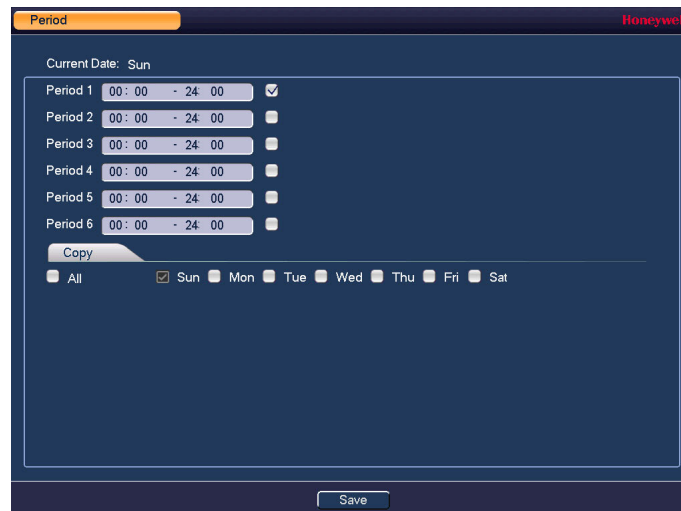 Period Honeywe
Current Date: Sun
Period 1 00: 00 - 24: 00
Period 2 00: 00 - 24: 00
Period 3 00: 00 - 24: 00
Period 4 00: 00 - 24: 00
Period 5 00: 00 - 24: 00
Period 6 00: 00 - 24: 00
Copy
All Sun Mon Tue Wed Thu Fri Sat
Save